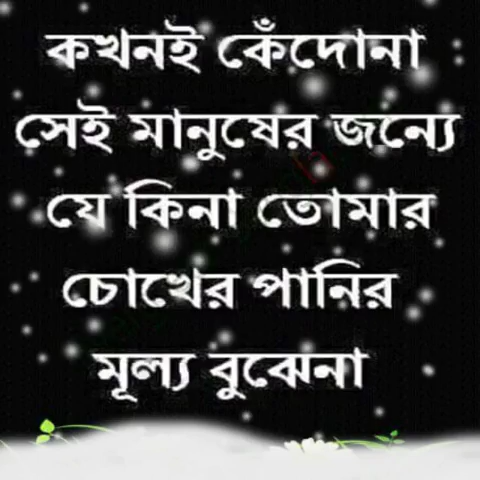 কখনই কেঁদোনা
সেই মানুষের জন্যে
যে কিনা তোমার
চোখের পানির
মূল্য বুঝেনা